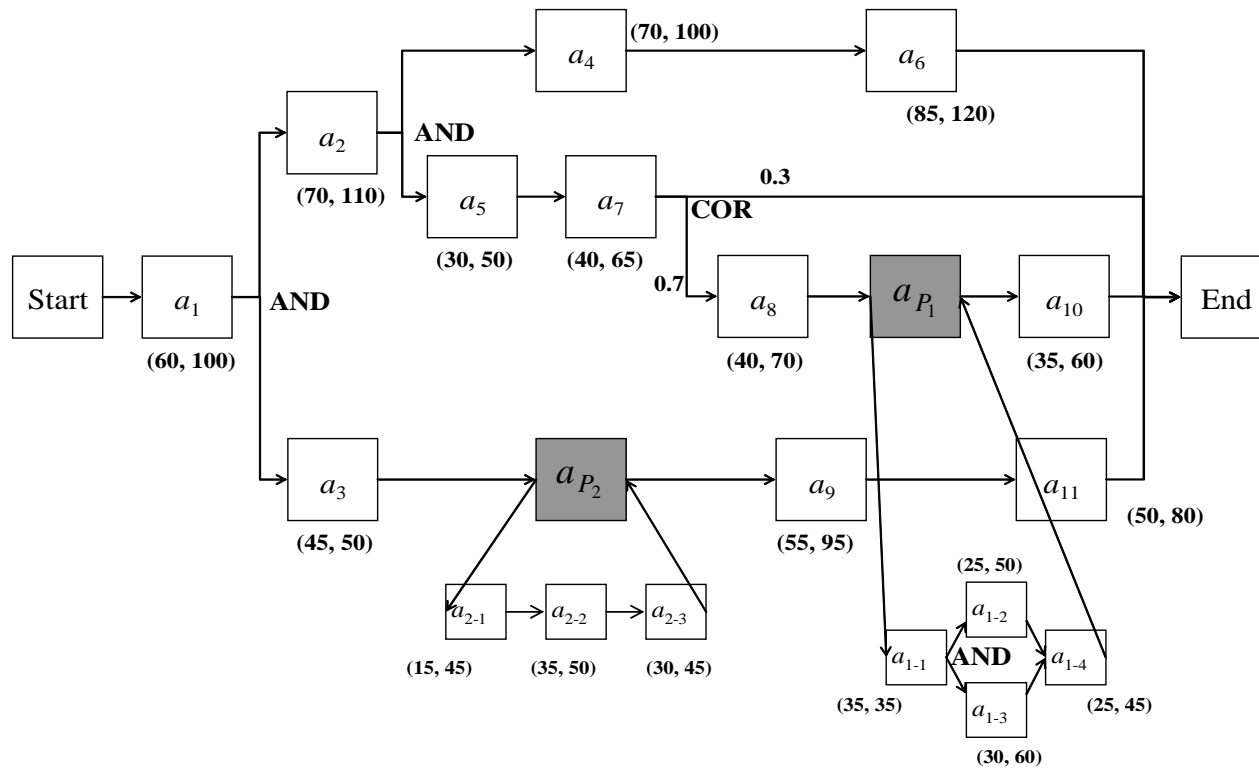 (70, 100)
a4
a6
(85, 120)
a2
AND
(70, 110)
0.3
a5
a7
COR
(30, 50)
(40, 65)
0.7
Start
a1
AND
a8
aP1
a10
End
(60, 100)
(40, 70)
(35, 60)
a3
aP2
a9
a11
(45, 50)
(55, 95)
(50, 80)
(25, 50)
a2-1
a2-2
a2-3
a1-2
(15, 45)
(35, 50)
(30, 45)
a1-1
AND
a1-4
(35, 35)
a1-3
(25, 45)
(30, 60)